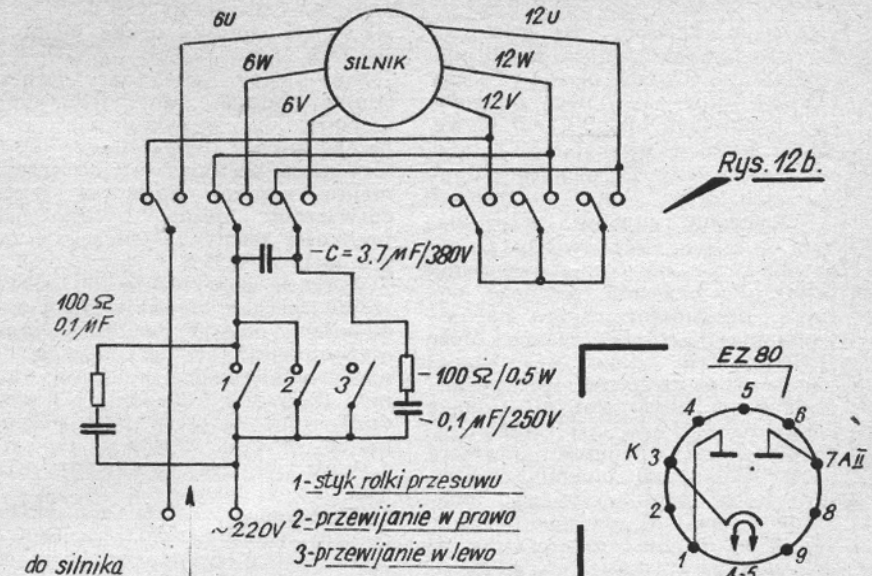 6U
12U
6W
SILNIK
12W
6V
12V
Rys. 12b.
C = 3,7 µF/380V
100 Ω
0,1 µF
1
2
3
100 Ω/0,5 W
0,1 µF/250V
1-styk rolki przesuwu
~220V
2-przewijanie w prawo
3-przewijanie w lewo
do silnika
EZ 80
5
4
6
K
3
7 AII
2
8
1
9
4-5